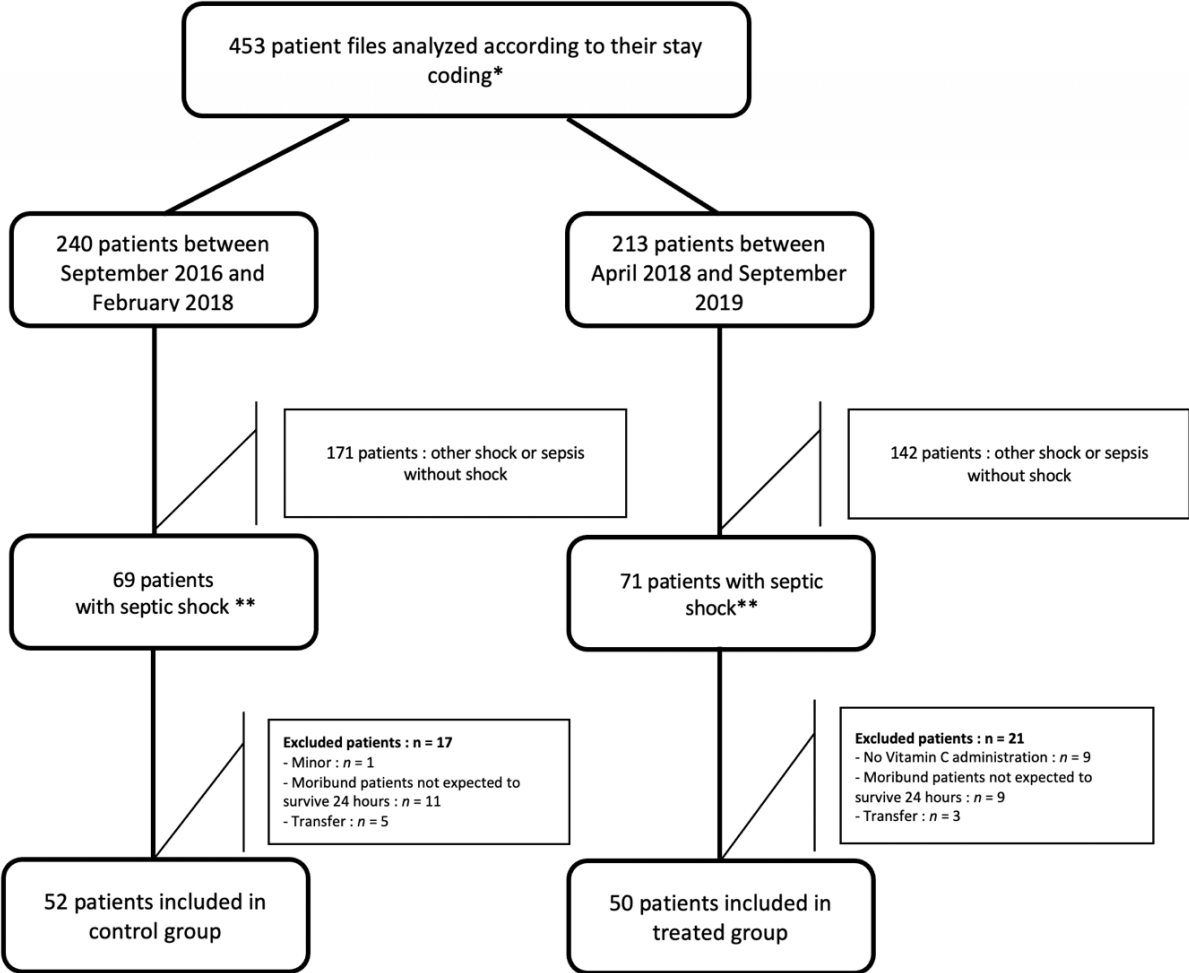 453 patient files analyzed according to their stay
coding*
240 patients between
September 2016 and
February 2018
213 patients between
April 2018 and September
2019
171 patients : other shock or sepsis
without shock
142 patients : other shock or sepsis
without shock
69 patients
with septic shock **
71 patients with septic
shock**
Excluded patients : n = 17
- Minor : n = 1
- Moribund patients not expected to
survive 24 hours : n = 11
- Transfer : n = 5
Excluded patients : n = 21
- No Vitamin C administration : n = 9
- Moribund patients not expected to
survive 24 hours : n = 9
- Transfer : n = 3
52 patients included in
control group
50 patients included in
treated group